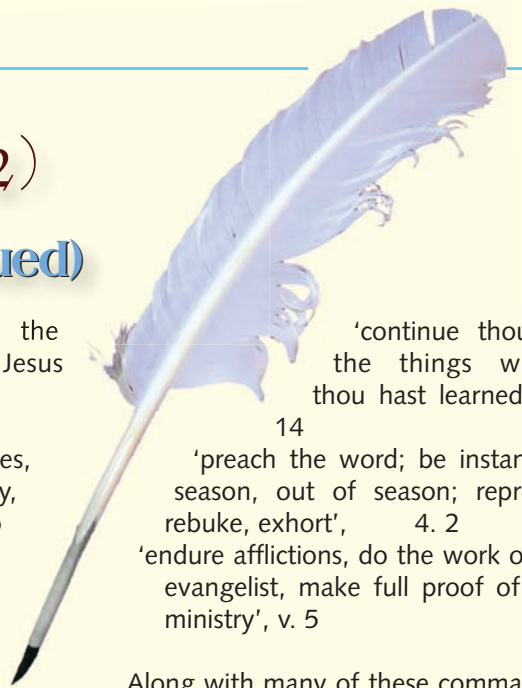 2)
ued)
the
Jesus
es,
y,
‘continue thou
the things w
thou hast learned
14
‘preach the word; be instan
season, out of season; repr
rebuke, exhort’, 4. 2
‘endure afflictions, do the work o
evangelist, make full proof of
ministry’, v. 5
Along with many of these comma